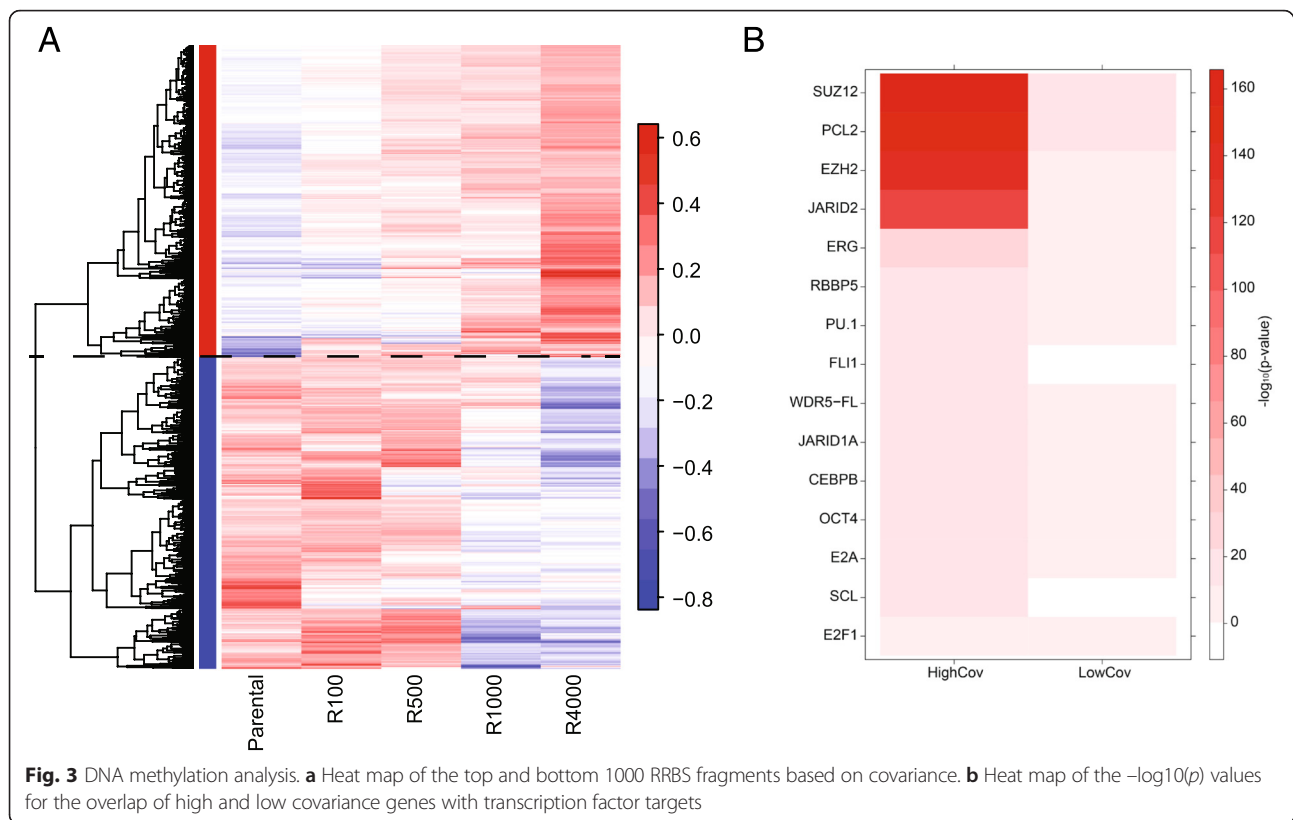 A
0.6
0.4
0.2
0.0
−0.2
−0.4
−0.6
−0.8
Parental
R100
R500
R1000
R4000
B
SUZ12
PCL2
EZH2
JARID2
ERG
RBBP5
PU.1
FLI1
WDR5−FL
JARID1A
CEBPB
OCT4
E2A
SCL
E2F1
HighCov
LowCov
160
140
120
100
80
60
40
20
0
-log₁₀(p-value)
Fig. 3 DNA methylation analysis. a Heat map of the top and bottom 1000 RRBS fragments based on covariance. b Heat map of the –log10(p) values
for the overlap of high and low covariance genes with transcription factor targets